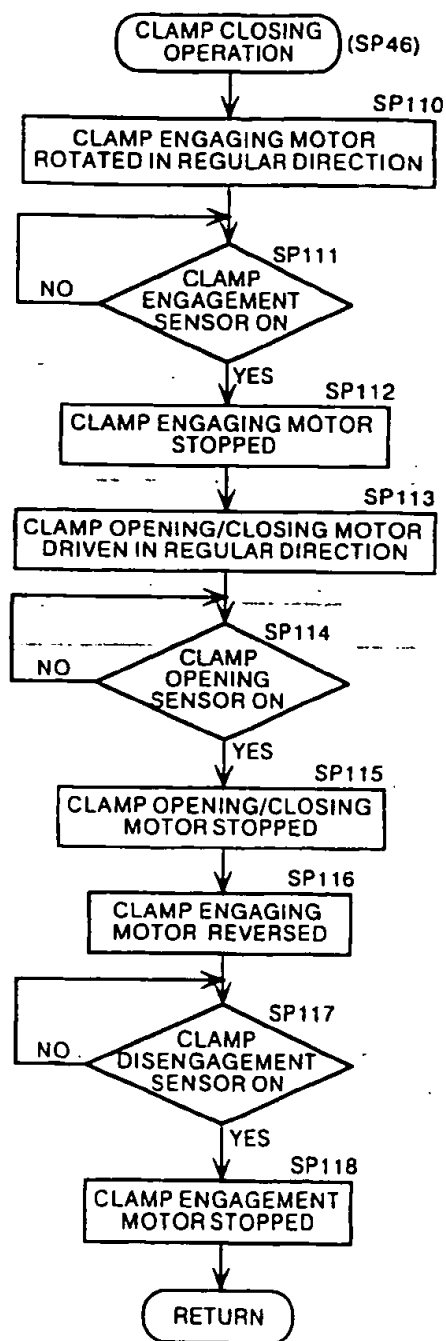 CLAMP CLOSING
OPERATION
(SP46)
SP110
CLAMP ENGAGING MOTOR
ROTATED IN REGULAR DIRECTION
SP111
CLAMP
ENGAGEMENT
SENSOR ON
NO
YES
SP112
CLAMP ENGAGING MOTOR
STOPPED
SP113
CLAMP OPENING/CLOSING MOTOR
DRIVEN IN REGULAR DIRECTION
SP114
CLAMP
OPENING
SENSOR ON
NO
YES
SP115
CLAMP OPENING/CLOSING
MOTOR STOPPED
SP116
CLAMP ENGAGING
MOTOR REVERSED
SP117
CLAMP
DISENGAGEMENT
SENSOR ON
NO
YES
SP118
CLAMP ENGAGEMENT
MOTOR STOPPED
RETURN